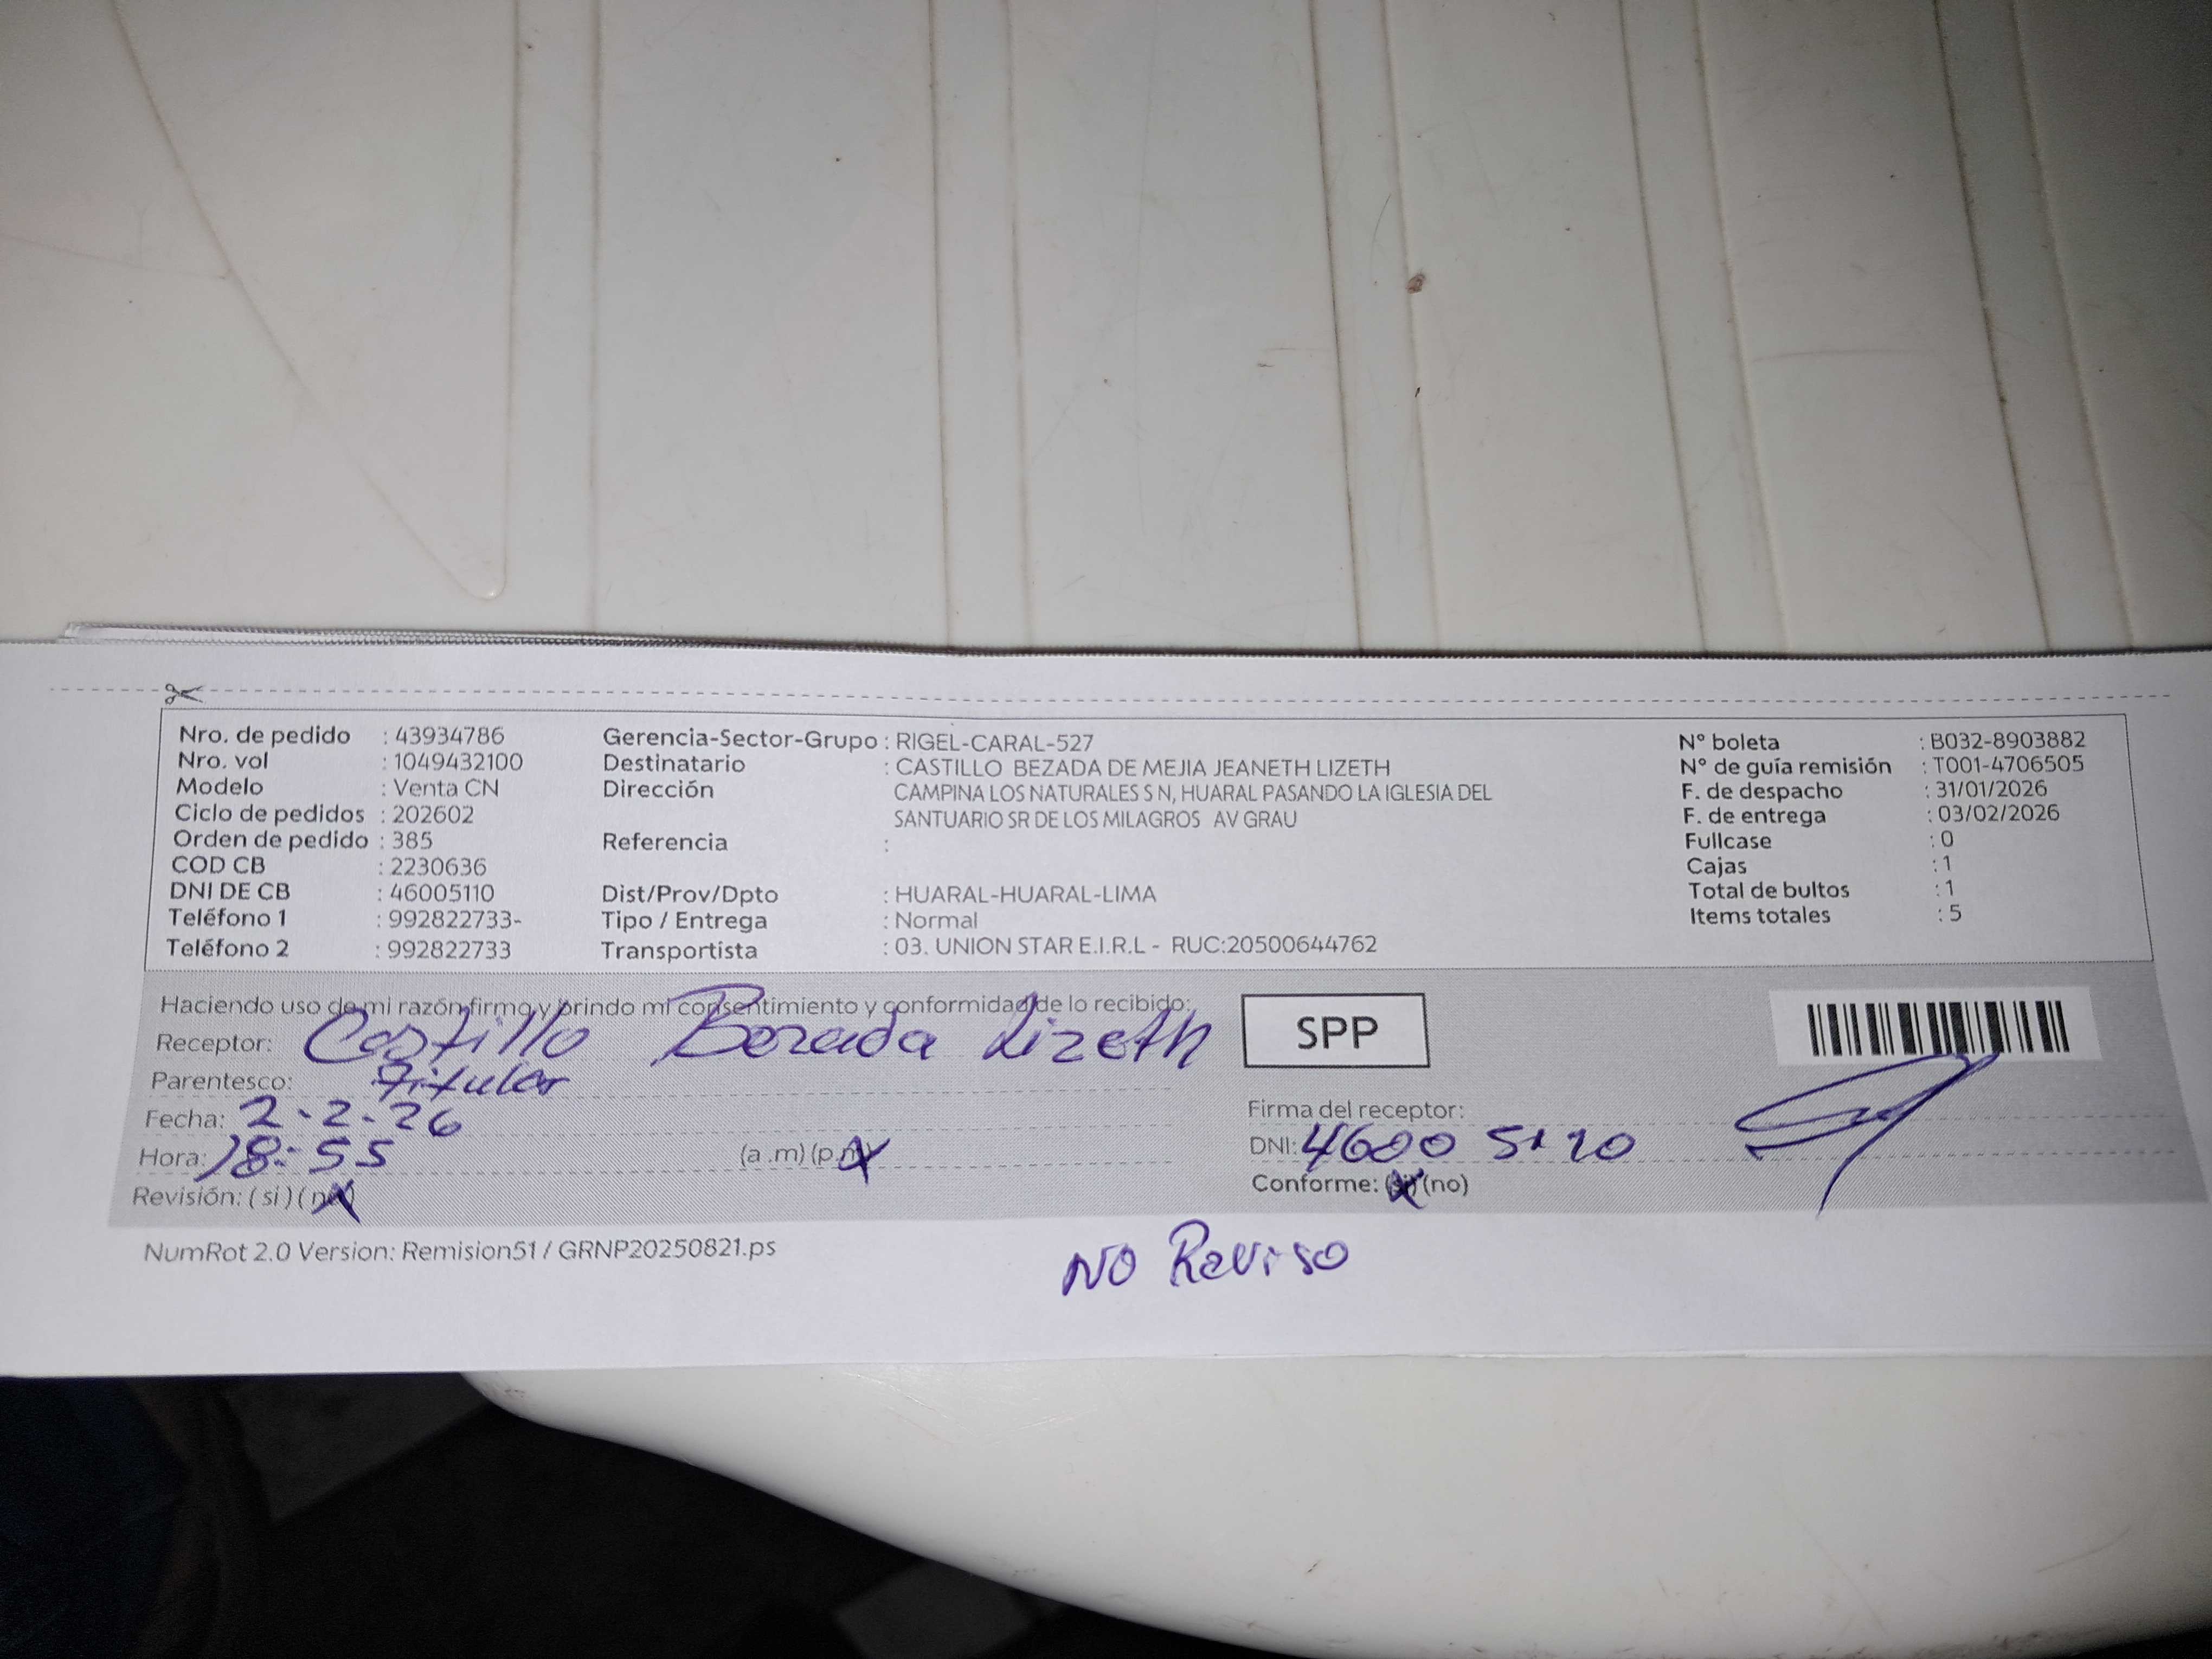 Nro. de pedido : 43934786 Gerencia-Sector-Grupo : RIGEL-CARAL-527 N° boleta : B032-8903882
Nro. vol : 1049432100 Destinatario : CASTILLO BEZADA DE MEJIA JEANETH LIZETH N° de guía remisión : T001-4706505
Modelo : Venta CN Dirección CAMPINA LOS NATURALES S N, HUARAL PASANDO LA IGLESIA DEL F. de despacho : 31/01/2026
Ciclo de pedidos : 202602 SANTUARIO SR DE LOS MILAGROS AV GRAU F. de entrega : 03/02/2026
Orden de pedido : 385 Referencia : Fullcase : 0
COD CB : 2230636 Cajas : 1
DNI DE CB : 46005110 Dist/Prov/Dpto : HUARAL-HUARAL-LIMA Total de bultos : 1
Teléfono 1 : 992822733- Tipo / Entrega : Normal Items totales : 5
Teléfono 2 : 992822733 Transportista : 03. UNION STAR E.I.R.L - RUC:20500644762
Haciendo uso de mi razón firmo y brindo mi consentimiento y conformidad de lo recibido:
SPP
Receptor: Castillo Bezada Lizeth
Parentesco: titular
Fecha: 2-2-26 Firma del receptor:
Hora: 18:55 (a .m) (p.m) DNI: 4600 5110
Revisión: ( si ) ( no ) Conforme: (si) (no)
NumRot 2.0 Version: Remision51 / GRNP20250821.ps
NO Reviso